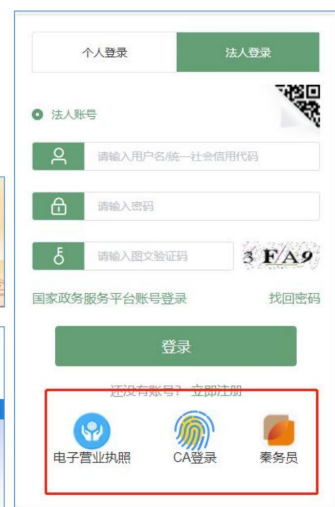 个人登录 法人登录
法人账号
请输入用户名/统一社会信用代码
请输入密码
请输入图文验证码 3 F/A9
国家政务服务平台账号登录 找回密码
登录
还没有账号？ 立即注册
电子营业执照 CA登录 秦务员